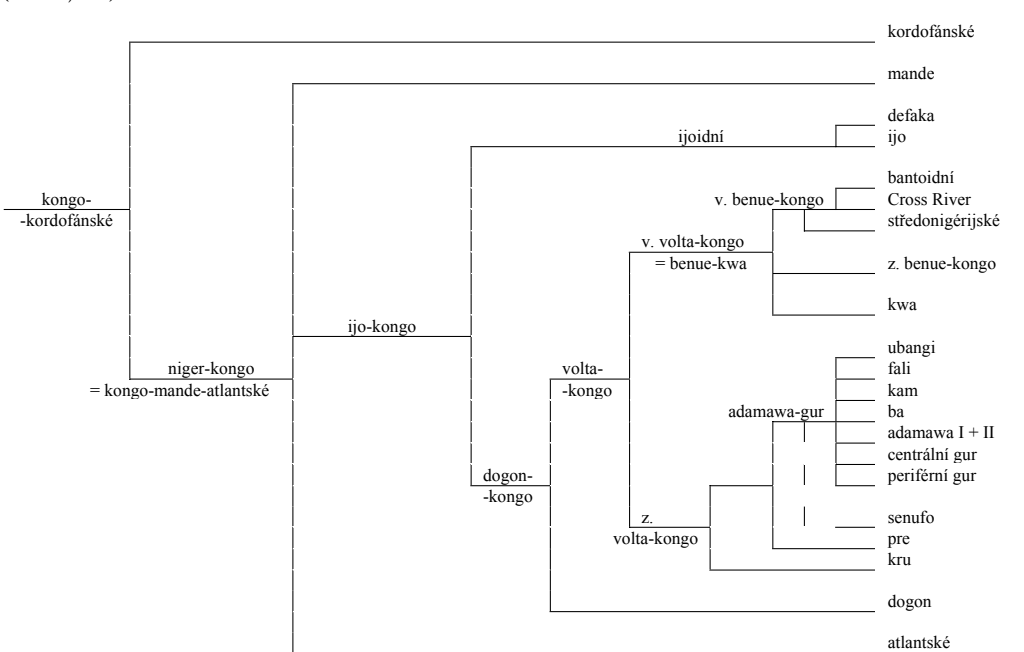 kordofánské
mande
defaka
ijoidní
ijo
bantoidní
kongo-
v. benue-kongo
Cross River
-kordofánské
středonigérijské
v. volta-kongo
= benue-kwa
z. benue-kongo
kwa
ijo-kongo
ubangi
niger-kongo
volta-
fali
= kongo-mande-atlantské
-kongo
kam
adamawa-gur
ba
adamawa I + II
centrální gur
dogon-
periférní gur
-kongo
z.
senufo
volta-kongo
pre
kru
dogon
atlantské